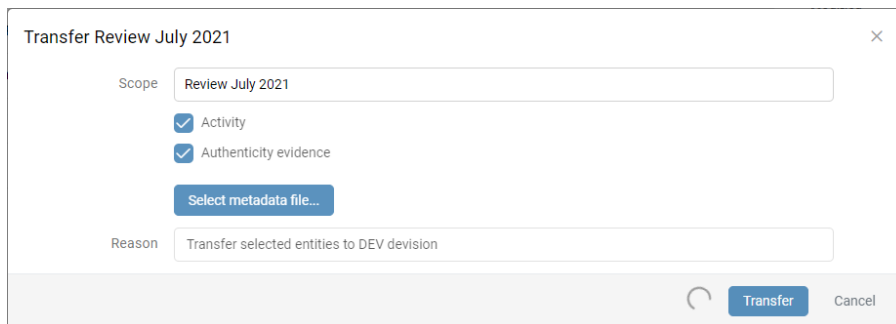 Transfer Review July 2021
Scope
Review July 2021
Activity
Authenticity evidence
Select metadata file...
Reason
Transfer selected entities to DEV devision
Transfer
Cancel